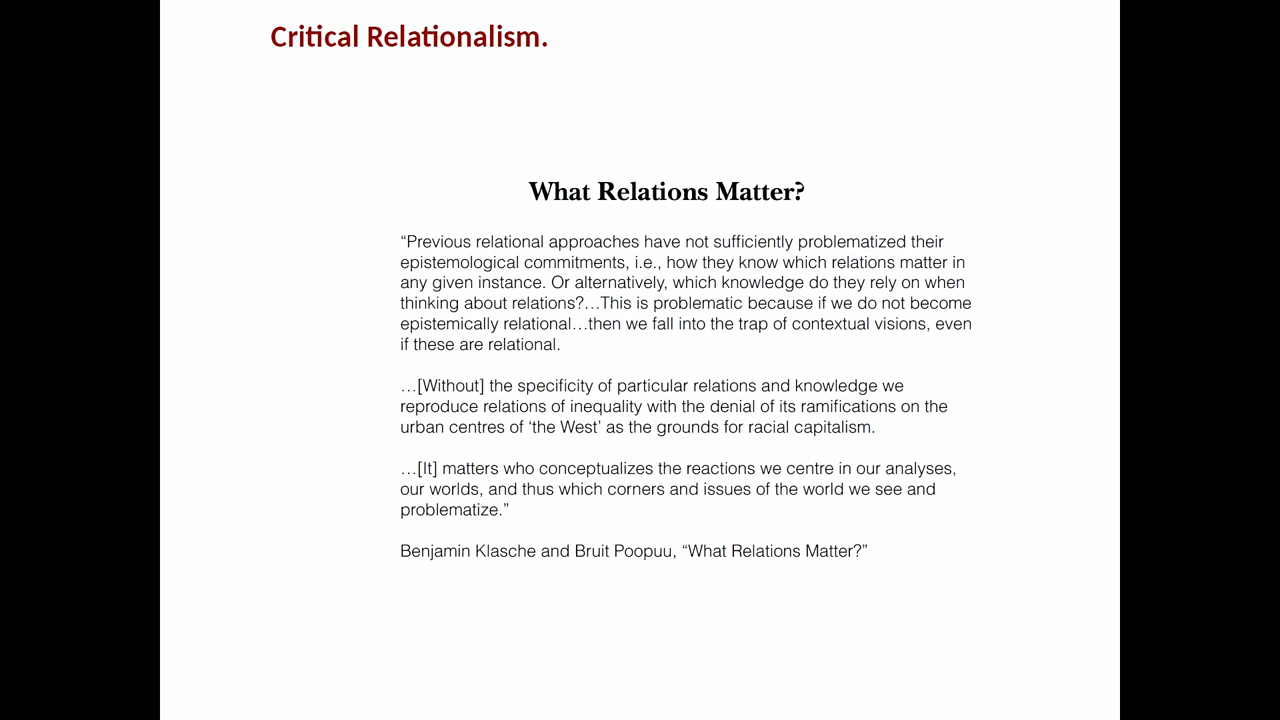 Critical Relationalism.
What Relations Matter?
“Previous relational approaches have not sufficiently problematized their
epistemological commitments, i.e., how they know which relations matter in
any given instance. Or alternatively, which knowledge do they rely on when
thinking about relations?…This is problematic because if we do not become
epistemically relational…then we fall into the trap of contextual visions, even
if these are relational.
…[Without] the specificity of particular relations and knowledge we
reproduce relations of inequality with the denial of its ramifications on the
urban centres of ‘the West’ as the grounds for racial capitalism.
…[It] matters who conceptualizes the reactions we centre in our analyses,
our worlds, and thus which corners and issues of the world we see and
problematize.”
Benjamin Klasche and Bruit Poopuu, “What Relations Matter?”